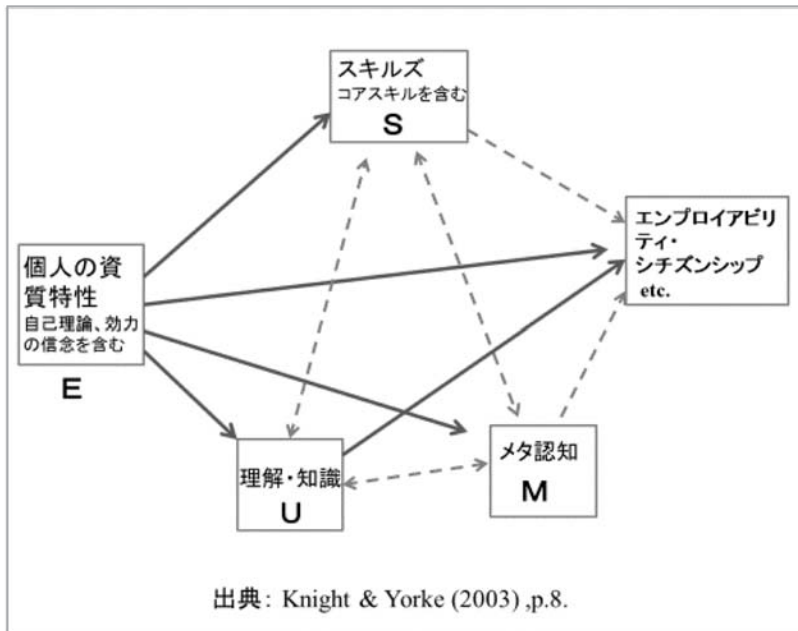 スキルズ
コアスキルを含む
S
エンプロイアビリ
ティ・
シチズンシップ
etc.
個人の資
質特性
自己理論、効力
の信念を含む
E
理解・知識
U
メタ認知
M
出典: Knight & Yorke (2003) ,p.8.